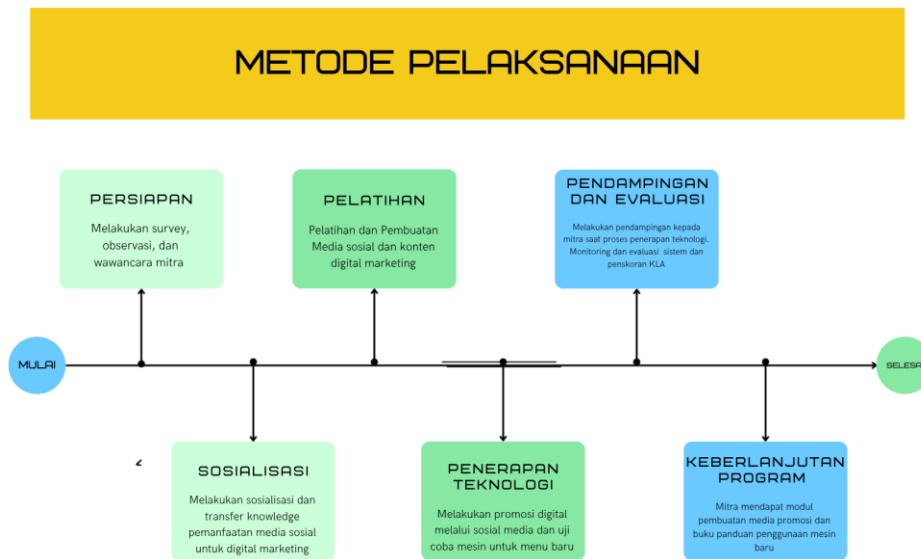 METODE PELAKSANAAN
PERSIAPAN
Melakukan survey,
observasi, dan
wawancara mitra
PELATIHAN
Pelatihan dan Pembuatan
Media sosial dan konten
digital marketing
PENDAMPINGAN
DAN EVALUASI
Melakukan pendampingan kepada
mitra saat proses penerapan teknologi.
Monitoring dan evaluasi sistem dan
penskoran KLA
MULAI
SELESA
SOSIALISASI
Melakukan sosialisasi dan
transfer knowledge
pemanfaatan media sosial
untuk digital marketing
PENERAPAN
TEKNOLOGI
Melakukan promosi digital
melalui sosial media dan uji
coba mesin untuk menu baru
KEBERLANJUTAN
PROGRAM
Mitra mendapat modul
pembuatan media promosi dan
buku panduan penggunaan mesin
baru